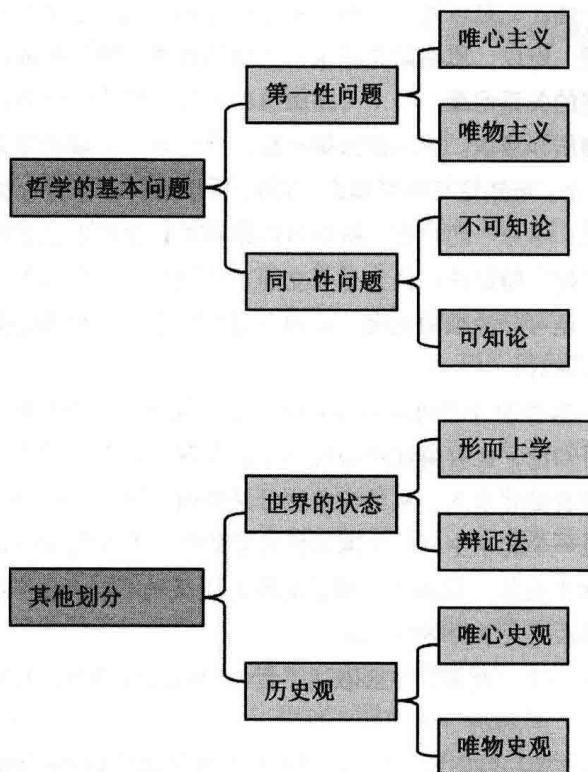 哲学的基本问题
第一性问题
唯心主义
唯物主义
同一性问题
不可知论
可知论
其他划分
世界的状态
形而上学
辩证法
历史观
唯心史观
唯物史观